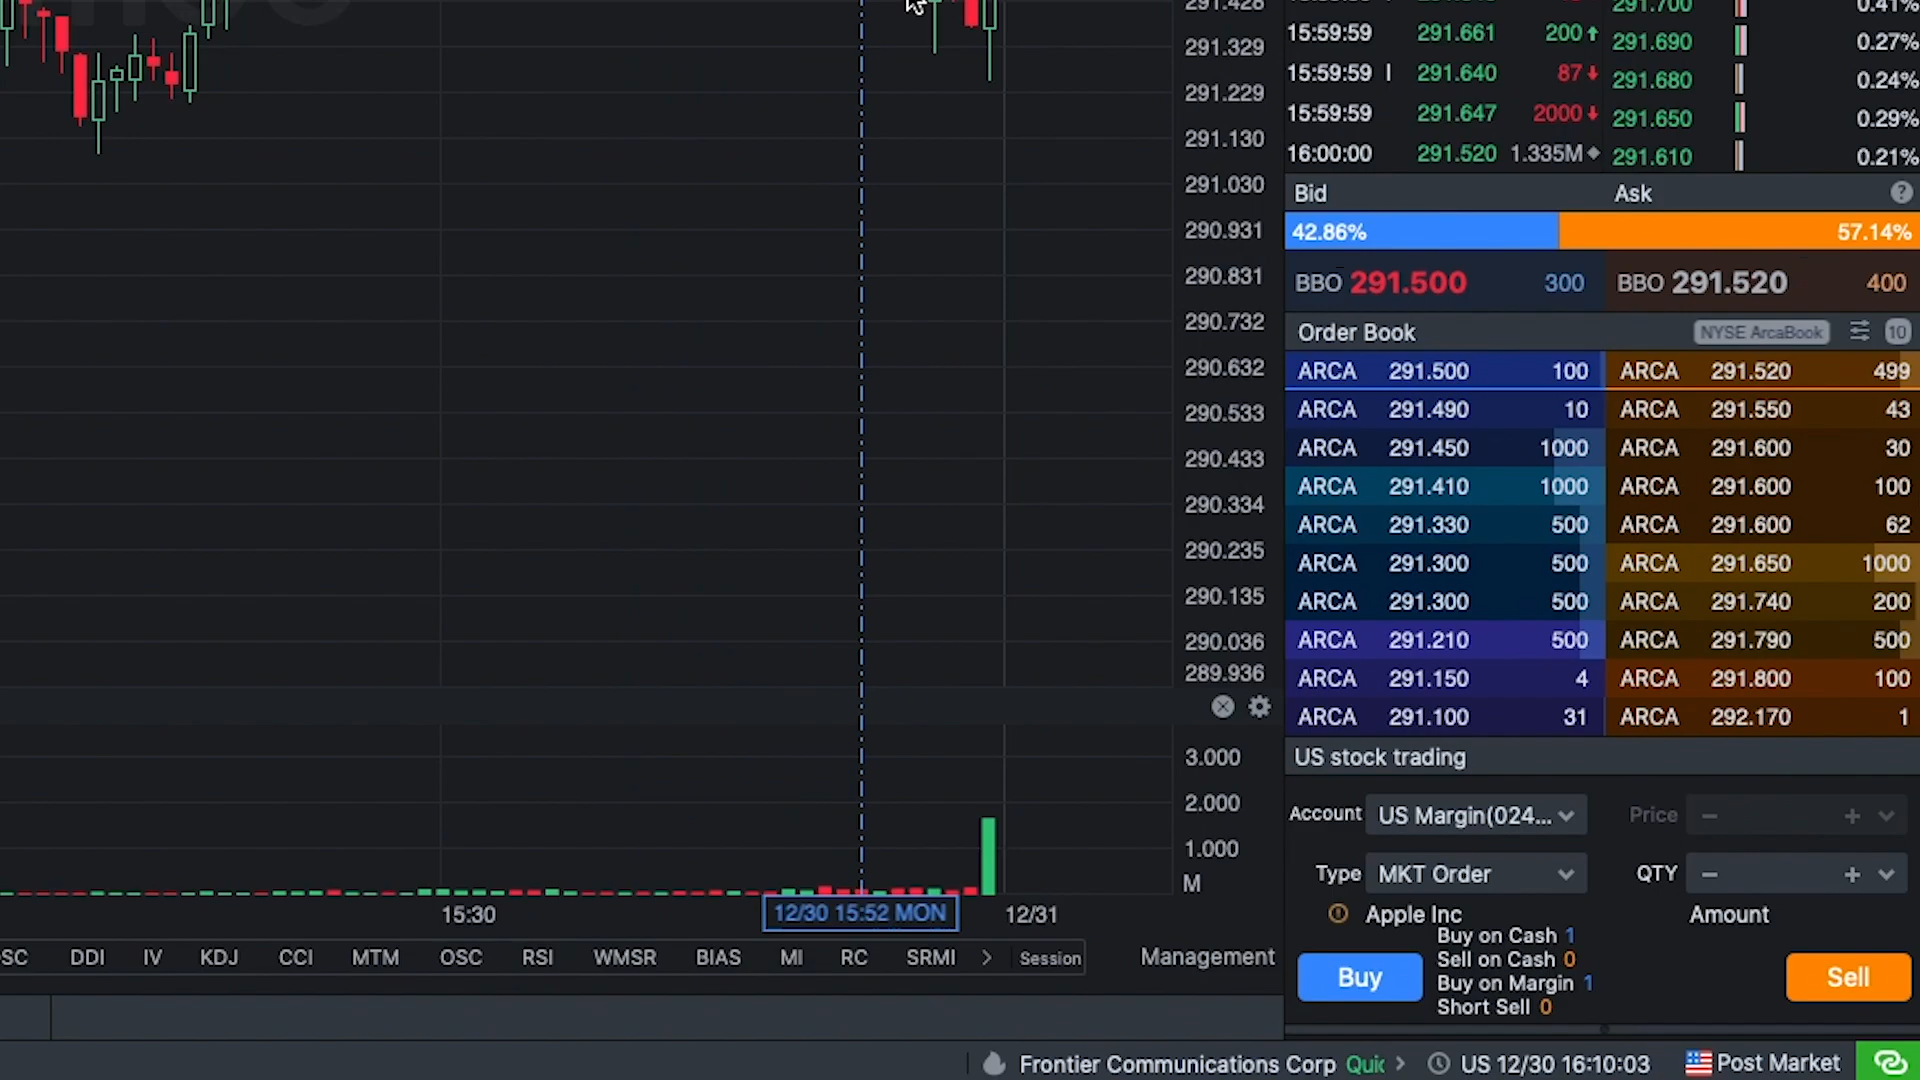 291.428
291.329
291.229
291.130
291.030
290.931
290.831
290.732
290.632
290.533
290.433
290.334
290.235
290.135
290.036
289.936
3.000
2.000
1.000
M
15:30
12/30 15:52 MON
12/31
DDI IV KDJ CCI MTM OSC RSI WMSR BIAS MI RC SRMI > Session
Management
291.700 0.41%
15:59:59 291.661 200 ↑ 291.690 0.27%
15:59:59 291.640 87 ↓ 291.680 0.24%
15:59:59 291.647 2000 ↓ 291.650 0.29%
16:00:00 291.520 1.335M ◆ 291.610 0.21%
Bid Ask ?
42.86% 57.14%
BBO 291.500 300 BBO 291.520 400
Order Book NYSE ArcaBook 10
ARCA 291.500 100 ARCA 291.520 499
ARCA 291.490 10 ARCA 291.550 43
ARCA 291.450 1000 ARCA 291.600 30
ARCA 291.410 1000 ARCA 291.600 100
ARCA 291.330 500 ARCA 291.600 62
ARCA 291.300 500 ARCA 291.650 1000
ARCA 291.300 500 ARCA 291.740 200
ARCA 291.210 500 ARCA 291.790 500
ARCA 291.150 4 ARCA 291.800 100
ARCA 291.100 31 ARCA 292.170 1
US stock trading
Account US Margin(024... Price − +
Type MKT Order QTY − +
Apple Inc Amount
Buy on Cash 1
Sell on Cash 0
Buy on Margin 1
Short Sell 0
Buy Sell
Frontier Communications Corp > US 12/30 16:10:03 Post Market